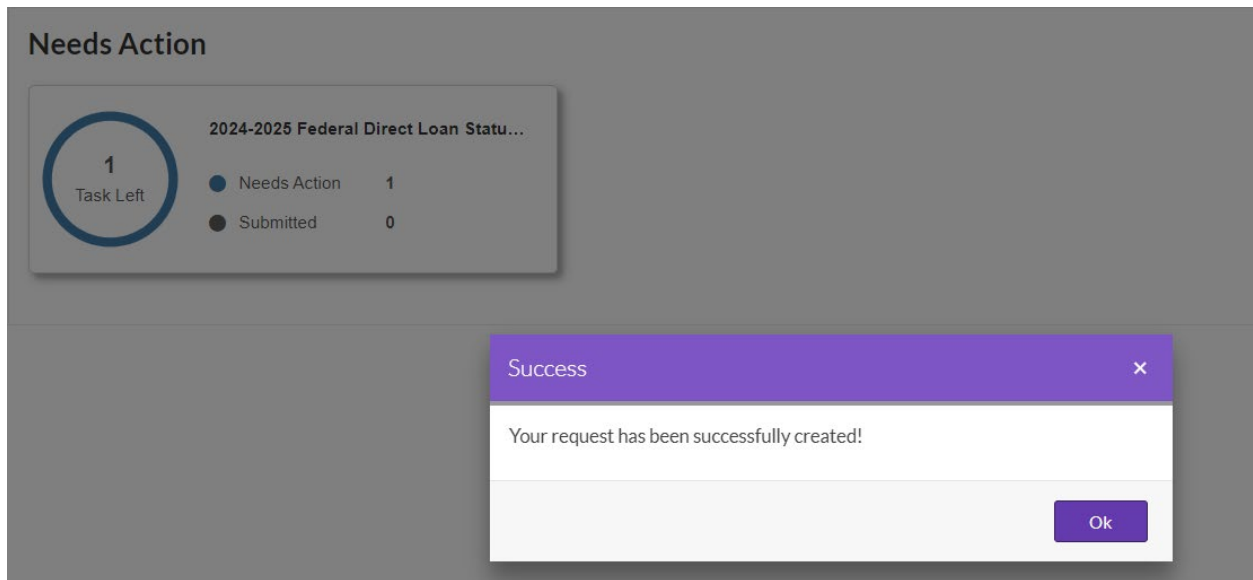 Needs Action
2024-2025 Federal Direct Loan Statu...
1
Task Left
Needs Action 1
Submitted 0
Success ×
Your request has been successfully created!
Ok